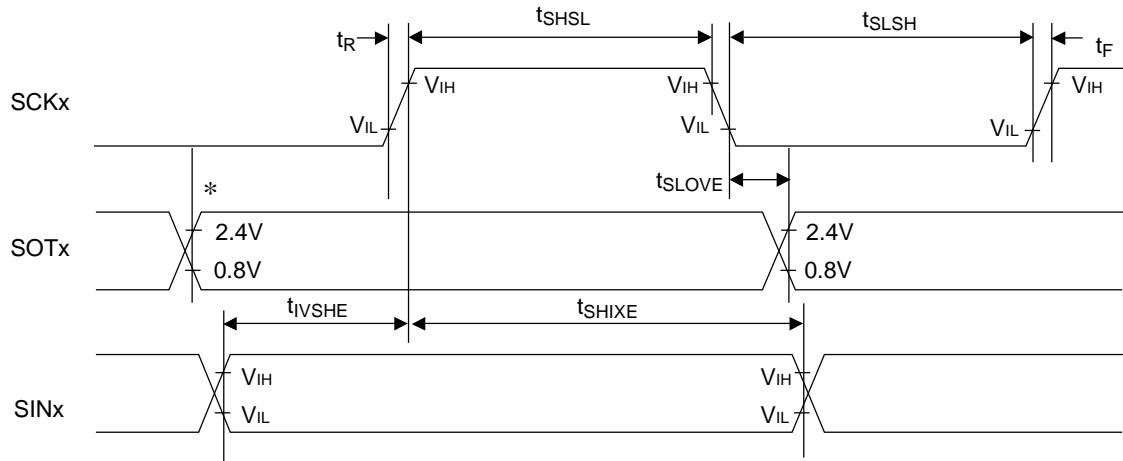 tSHSL
tSLSH
tR
tF
SCKx
VIH
VIH
VIH
VIL
VIL
VIL
*
tSLOVE
SOTx
2.4V
2.4V
0.8V
0.8V
tIVSHE
tSHIXE
SINx
VIH
VIH
VIL
VIL